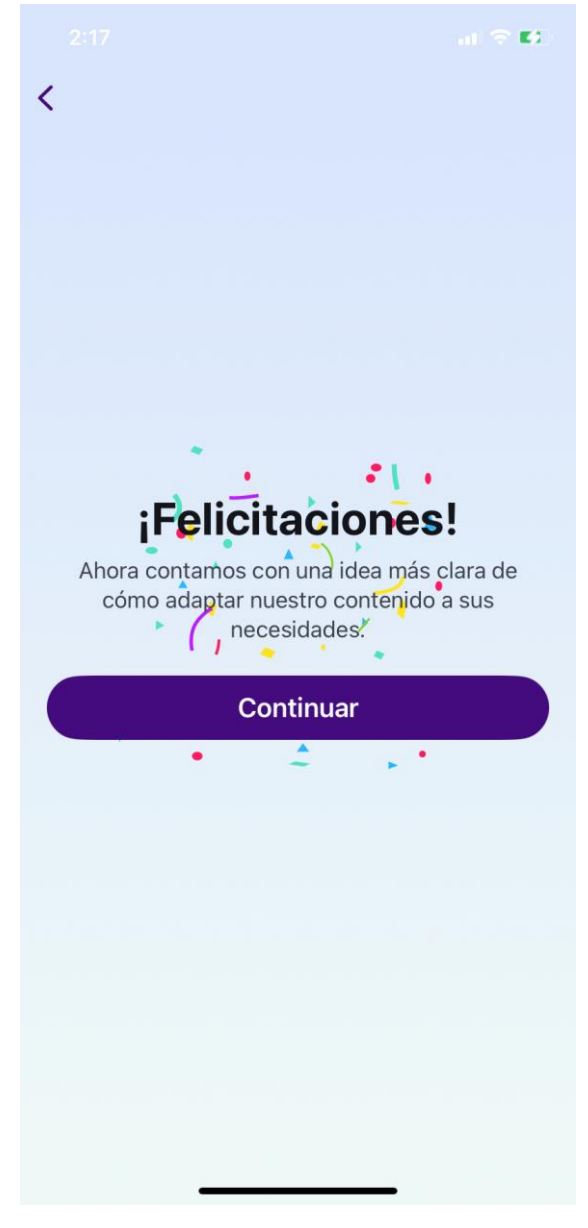 2:17
¡Felicitaciones!
Ahora contamos con una idea más clara de
cómo adaptar nuestro contenido a sus
necesidades.
Continuar